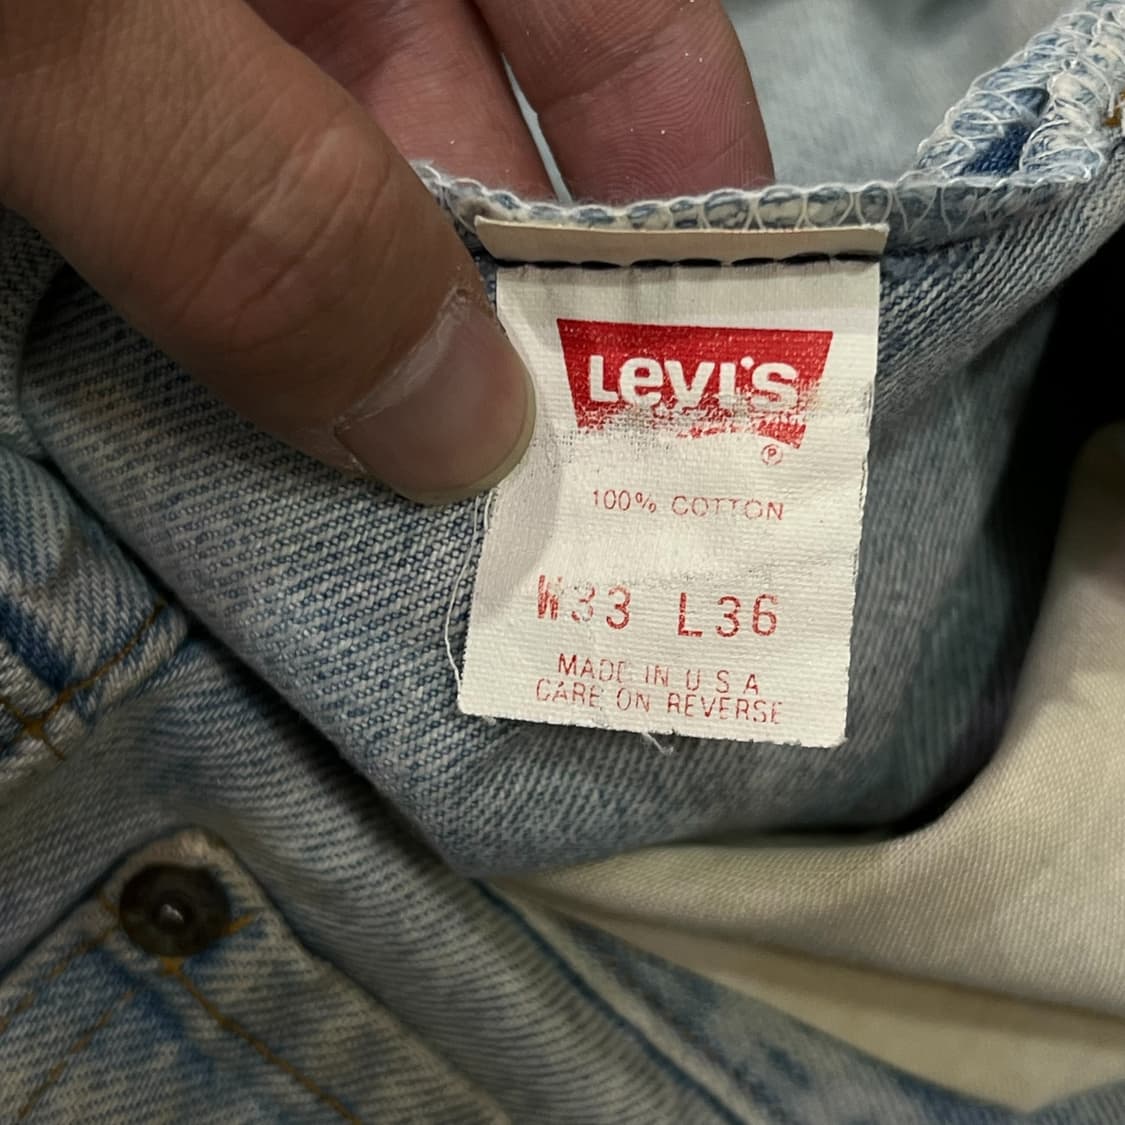 Levi's
®
100% COTTON
W33 L36
MADE IN U S A
CARE ON REVERSE